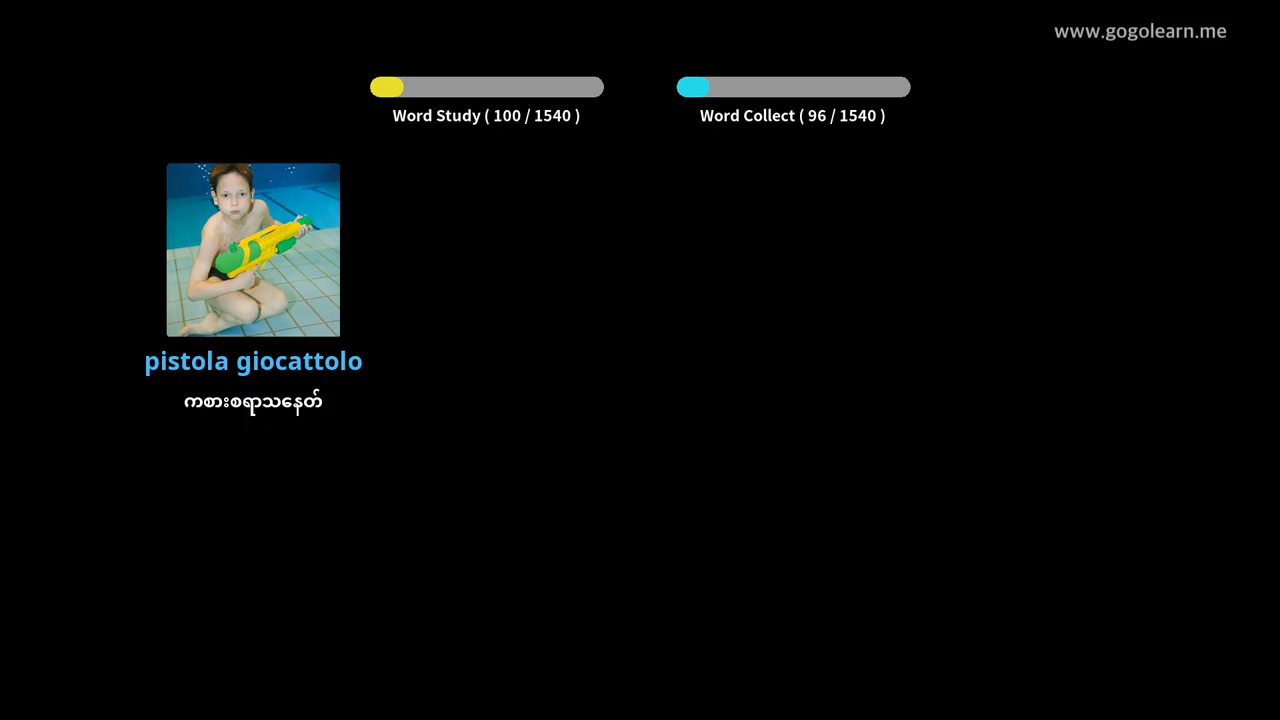 www.gogolearn.me
Word Study ( 100 / 1540 )
Word Collect ( 96 / 1540 )
pistola giocattolo
ကစားစရာသနေတ်